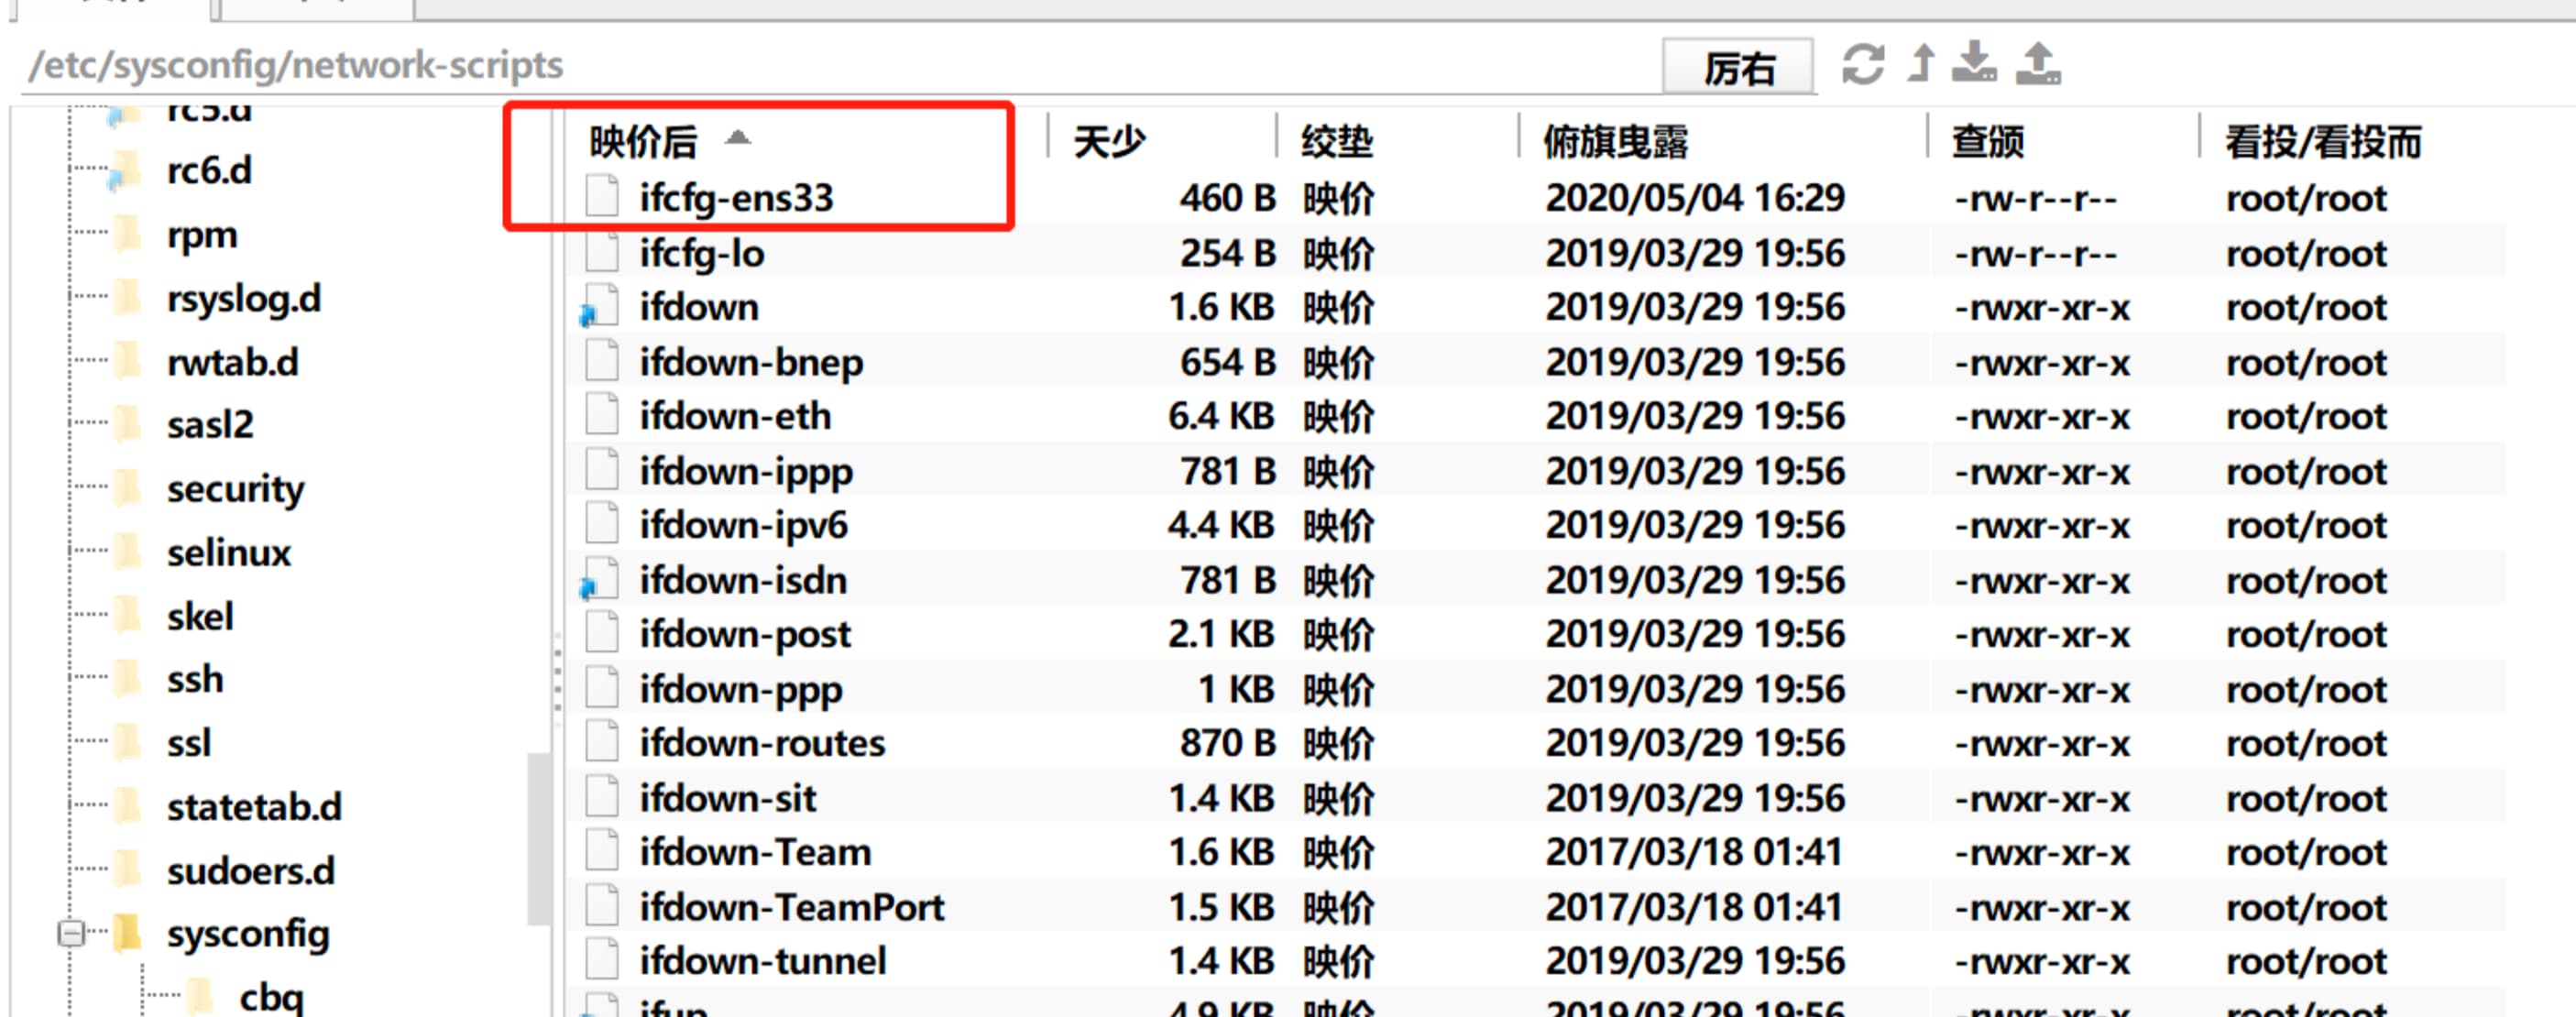 /etc/sysconfig/network-scripts 厉右
rc5.d
rc6.d
rpm
rsyslog.d
rwtab.d
sasl2
security
selinux
skel
ssh
ssl
statetab.d
sudoers.d
sysconfig
cbq
映价后 天少 绞垫 俯旗曳露 查颁 看投/看投而
ifcfg-ens33 460 B 映价 2020/05/04 16:29 -rw-r--r-- root/root
ifcfg-lo 254 B 映价 2019/03/29 19:56 -rw-r--r-- root/root
ifdown 1.6 KB 映价 2019/03/29 19:56 -rwxr-xr-x root/root
ifdown-bnep 654 B 映价 2019/03/29 19:56 -rwxr-xr-x root/root
ifdown-eth 6.4 KB 映价 2019/03/29 19:56 -rwxr-xr-x root/root
ifdown-ippp 781 B 映价 2019/03/29 19:56 -rwxr-xr-x root/root
ifdown-ipv6 4.4 KB 映价 2019/03/29 19:56 -rwxr-xr-x root/root
ifdown-isdn 781 B 映价 2019/03/29 19:56 -rwxr-xr-x root/root
ifdown-post 2.1 KB 映价 2019/03/29 19:56 -rwxr-xr-x root/root
ifdown-ppp 1 KB 映价 2019/03/29 19:56 -rwxr-xr-x root/root
ifdown-routes 870 B 映价 2019/03/29 19:56 -rwxr-xr-x root/root
ifdown-sit 1.4 KB 映价 2019/03/29 19:56 -rwxr-xr-x root/root
ifdown-Team 1.6 KB 映价 2017/03/18 01:41 -rwxr-xr-x root/root
ifdown-TeamPort 1.5 KB 映价 2017/03/18 01:41 -rwxr-xr-x root/root
ifdown-tunnel 1.4 KB 映价 2019/03/29 19:56 -rwxr-xr-x root/root
ifup 4.9 KB 映价 2019/03/29 19:56 -rwxr-xr-x root/root